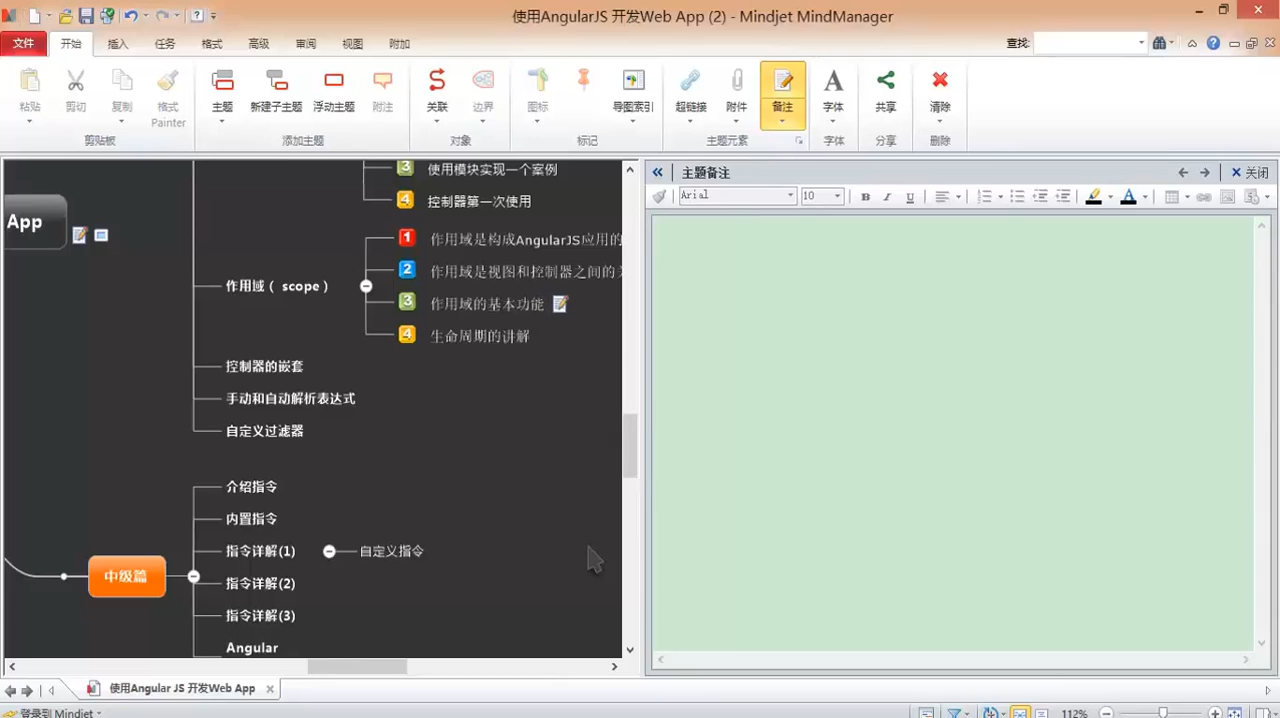 使用AngularJS 开发Web App (2) - Mindjet MindManager
文件 开始 插入 任务 格式 高级 审阅 视图 附加 查找:
粘贴 剪切 复制 格式 Painter 主题 新建子主题 浮动主题 附注 关联 边界 图标 导图索引 超链接 附件 备注 字体 共享 清除
剪贴板 添加主题 对象 标记 主题元素 字体 分享 删除
主题备注 关闭
Arial 10 B I U A
3 使用模块实现一个案例
4 控制器第一次使用
App
1 作用域是构成AngularJS应用的
2 作用域是视图和控制器之间的
作用域（ scope ）
3 作用域的基本功能
4 生命周期的讲解
控制器的嵌套
手动和自动解析表达式
自定义过滤器
介绍指令
内置指令
指令详解(1) 自定义指令
中级篇
指令详解(2)
指令详解(3)
Angular
使用Angular JS 开发Web App
登录到 Mindjet 112%